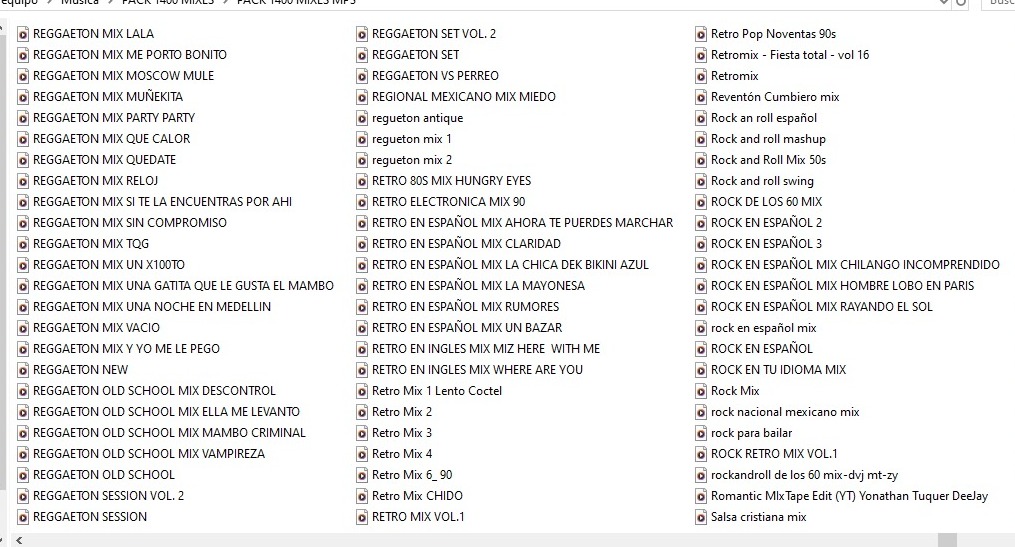 equipo > Música > PACK 1400 MIXES > PACK 1400 MIXES MP3
REGGAETON MIX LALA
REGGAETON MIX ME PORTO BONITO
REGGAETON MIX MOSCOW MULE
REGGAETON MIX MUÑEKITA
REGGAETON MIX PARTY PARTY
REGGAETON MIX QUE CALOR
REGGAETON MIX QUEDATE
REGGAETON MIX RELOJ
REGGAETON MIX SI TE LA ENCUENTRAS POR AHI
REGGAETON MIX SIN COMPROMISO
REGGAETON MIX TQG
REGGAETON MIX UN X100TO
REGGAETON MIX UNA GATITA QUE LE GUSTA EL MAMBO
REGGAETON MIX UNA NOCHE EN MEDELLIN
REGGAETON MIX VACIO
REGGAETON MIX Y YO ME LE PEGO
REGGAETON NEW
REGGAETON OLD SCHOOL MIX DESCONTROL
REGGAETON OLD SCHOOL MIX ELLA ME LEVANTO
REGGAETON OLD SCHOOL MIX MAMBO CRIMINAL
REGGAETON OLD SCHOOL MIX VAMPIREZA
REGGAETON OLD SCHOOL
REGGAETON SESSION VOL. 2
REGGAETON SESSION
REGGAETON SET VOL. 2
REGGAETON SET
REGGAETON VS PERREO
REGIONAL MEXICANO MIX MIEDO
regueton antique
regueton mix 1
regueton mix 2
RETRO 80S MIX HUNGRY EYES
RETRO ELECTRONICA MIX 90
RETRO EN ESPAÑOL MIX AHORA TE PUERDES MARCHAR
RETRO EN ESPAÑOL MIX CLARIDAD
RETRO EN ESPAÑOL MIX LA CHICA DEK BIKINI AZUL
RETRO EN ESPAÑOL MIX LA MAYONESA
RETRO EN ESPAÑOL MIX RUMORES
RETRO EN ESPAÑOL MIX UN BAZAR
RETRO EN INGLES MIX MIZ HERE  WITH ME
RETRO EN INGLES MIX WHERE ARE YOU
Retro Mix 1 Lento Coctel
Retro Mix 2
Retro Mix 3
Retro Mix 4
Retro Mix 6_ 90
Retro Mix CHIDO
RETRO MIX VOL.1
Retro Pop Noventas 90s
Retromix - Fiesta total - vol 16
Retromix
Reventón Cumbiero mix
Rock an roll español
Rock and roll mashup
Rock and Roll Mix 50s
Rock and roll swing
ROCK DE LOS 60 MIX
ROCK EN ESPAÑOL 2
ROCK EN ESPAÑOL 3
ROCK EN ESPAÑOL MIX CHILANGO INCOMPRENDIDO
ROCK EN ESPAÑOL MIX HOMBRE LOBO EN PARIS
ROCK EN ESPAÑOL MIX RAYANDO EL SOL
rock en español mix
ROCK EN ESPAÑOL
ROCK EN TU IDIOMA MIX
Rock Mix
rock nacional mexicano mix
rock para bailar
ROCK RETRO MIX VOL.1
rockandroll de los 60 mix-dvj mt-zy
Romantic MIxTape Edit (YT) Yonathan Tuquer DeeJay
Salsa cristiana mix